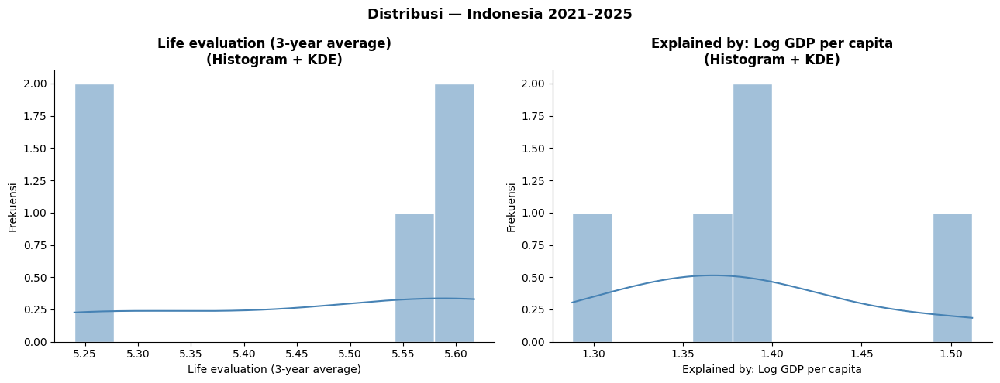 Distribusi — Indonesia 2021–2025
Life evaluation (3-year average)
(Histogram + KDE)
2.00
1.75
1.50
1.25
1.00
0.75
0.50
0.25
0.00
Frekuensi
5.25 5.30 5.35 5.40 5.45 5.50 5.55 5.60
Life evaluation (3-year average)
Explained by: Log GDP per capita
(Histogram + KDE)
2.00
1.75
1.50
1.25
1.00
0.75
0.50
0.25
0.00
Frekuensi
1.30 1.35 1.40 1.45 1.50
Explained by: Log GDP per capita